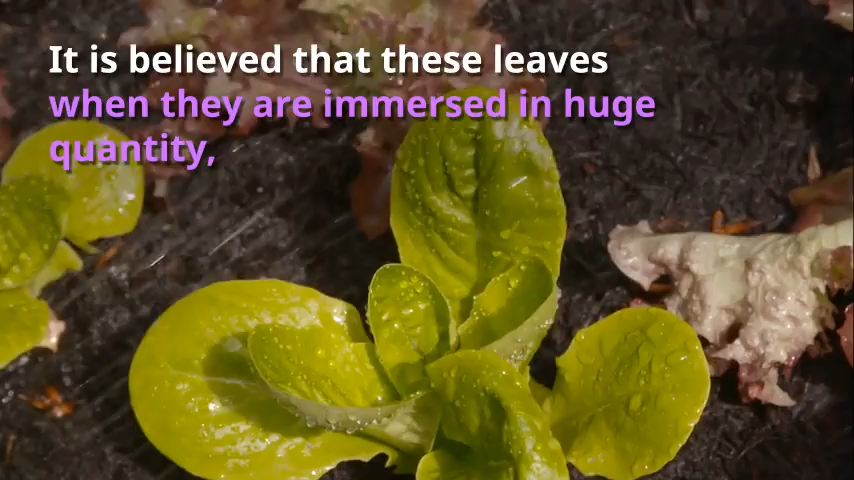 It is believed that these leaves
when they are immersed in huge
quantity,